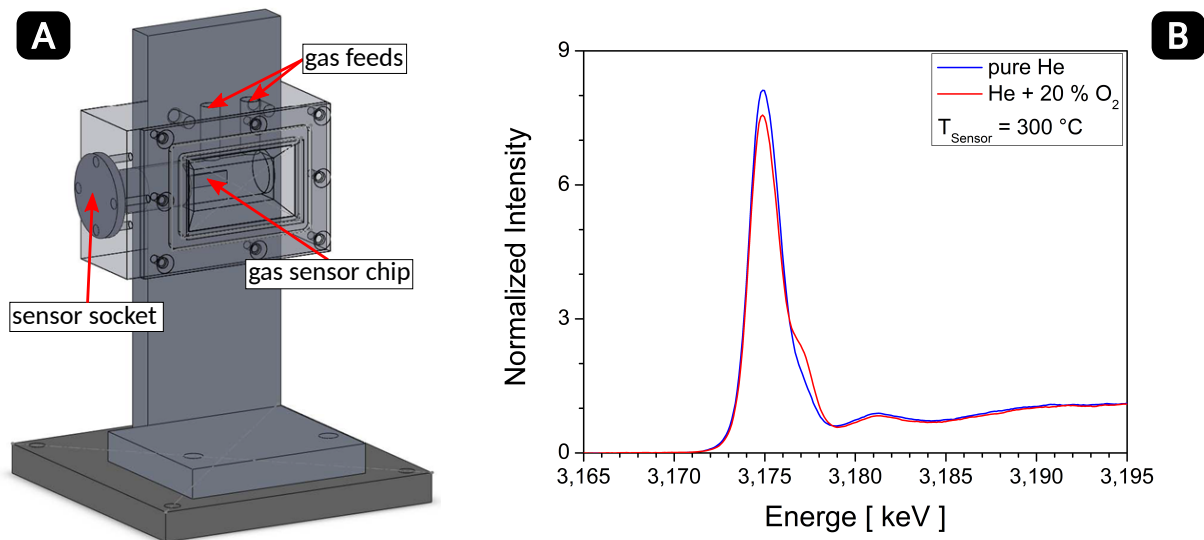 A
gas feeds
gas sensor chip
sensor socket
B
9
6
3
0
Normalized Intensity
pure He
He + 20 % O₂
T_Sensor = 300 °C
3,165 3,170 3,175 3,180 3,185 3,190 3,195
Energe [ keV ]